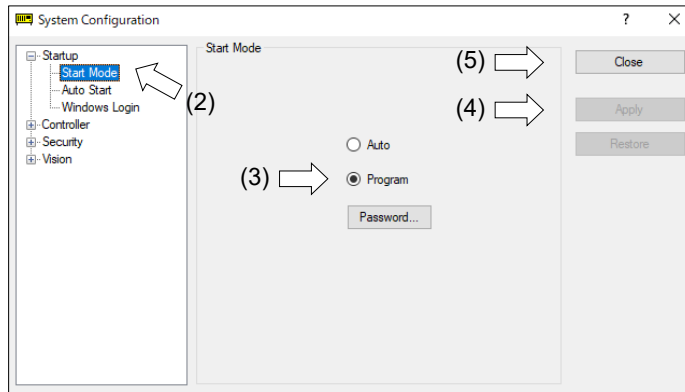 System Configuration
?
Startup
Start Mode
Auto Start
Windows Login
Controller
Security
Vision
(2)
Start Mode
Auto
(3)
Program
Password...
(5)
Close
(4)
Apply
Restore